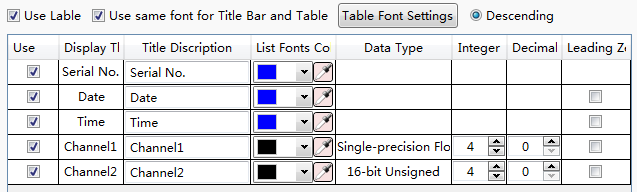 Use Lable Use same font for Title Bar and Table Table Font Settings Descending
Use Display Tl Title Discription List Fonts Co Data Type Integer Decimal Leading Ze
Serial No. Serial No.
Date Date
Time Time
Channel1 Channel1 Single-precision Flo 4 0
Channel2 Channel2 16-bit Unsigned 4 0